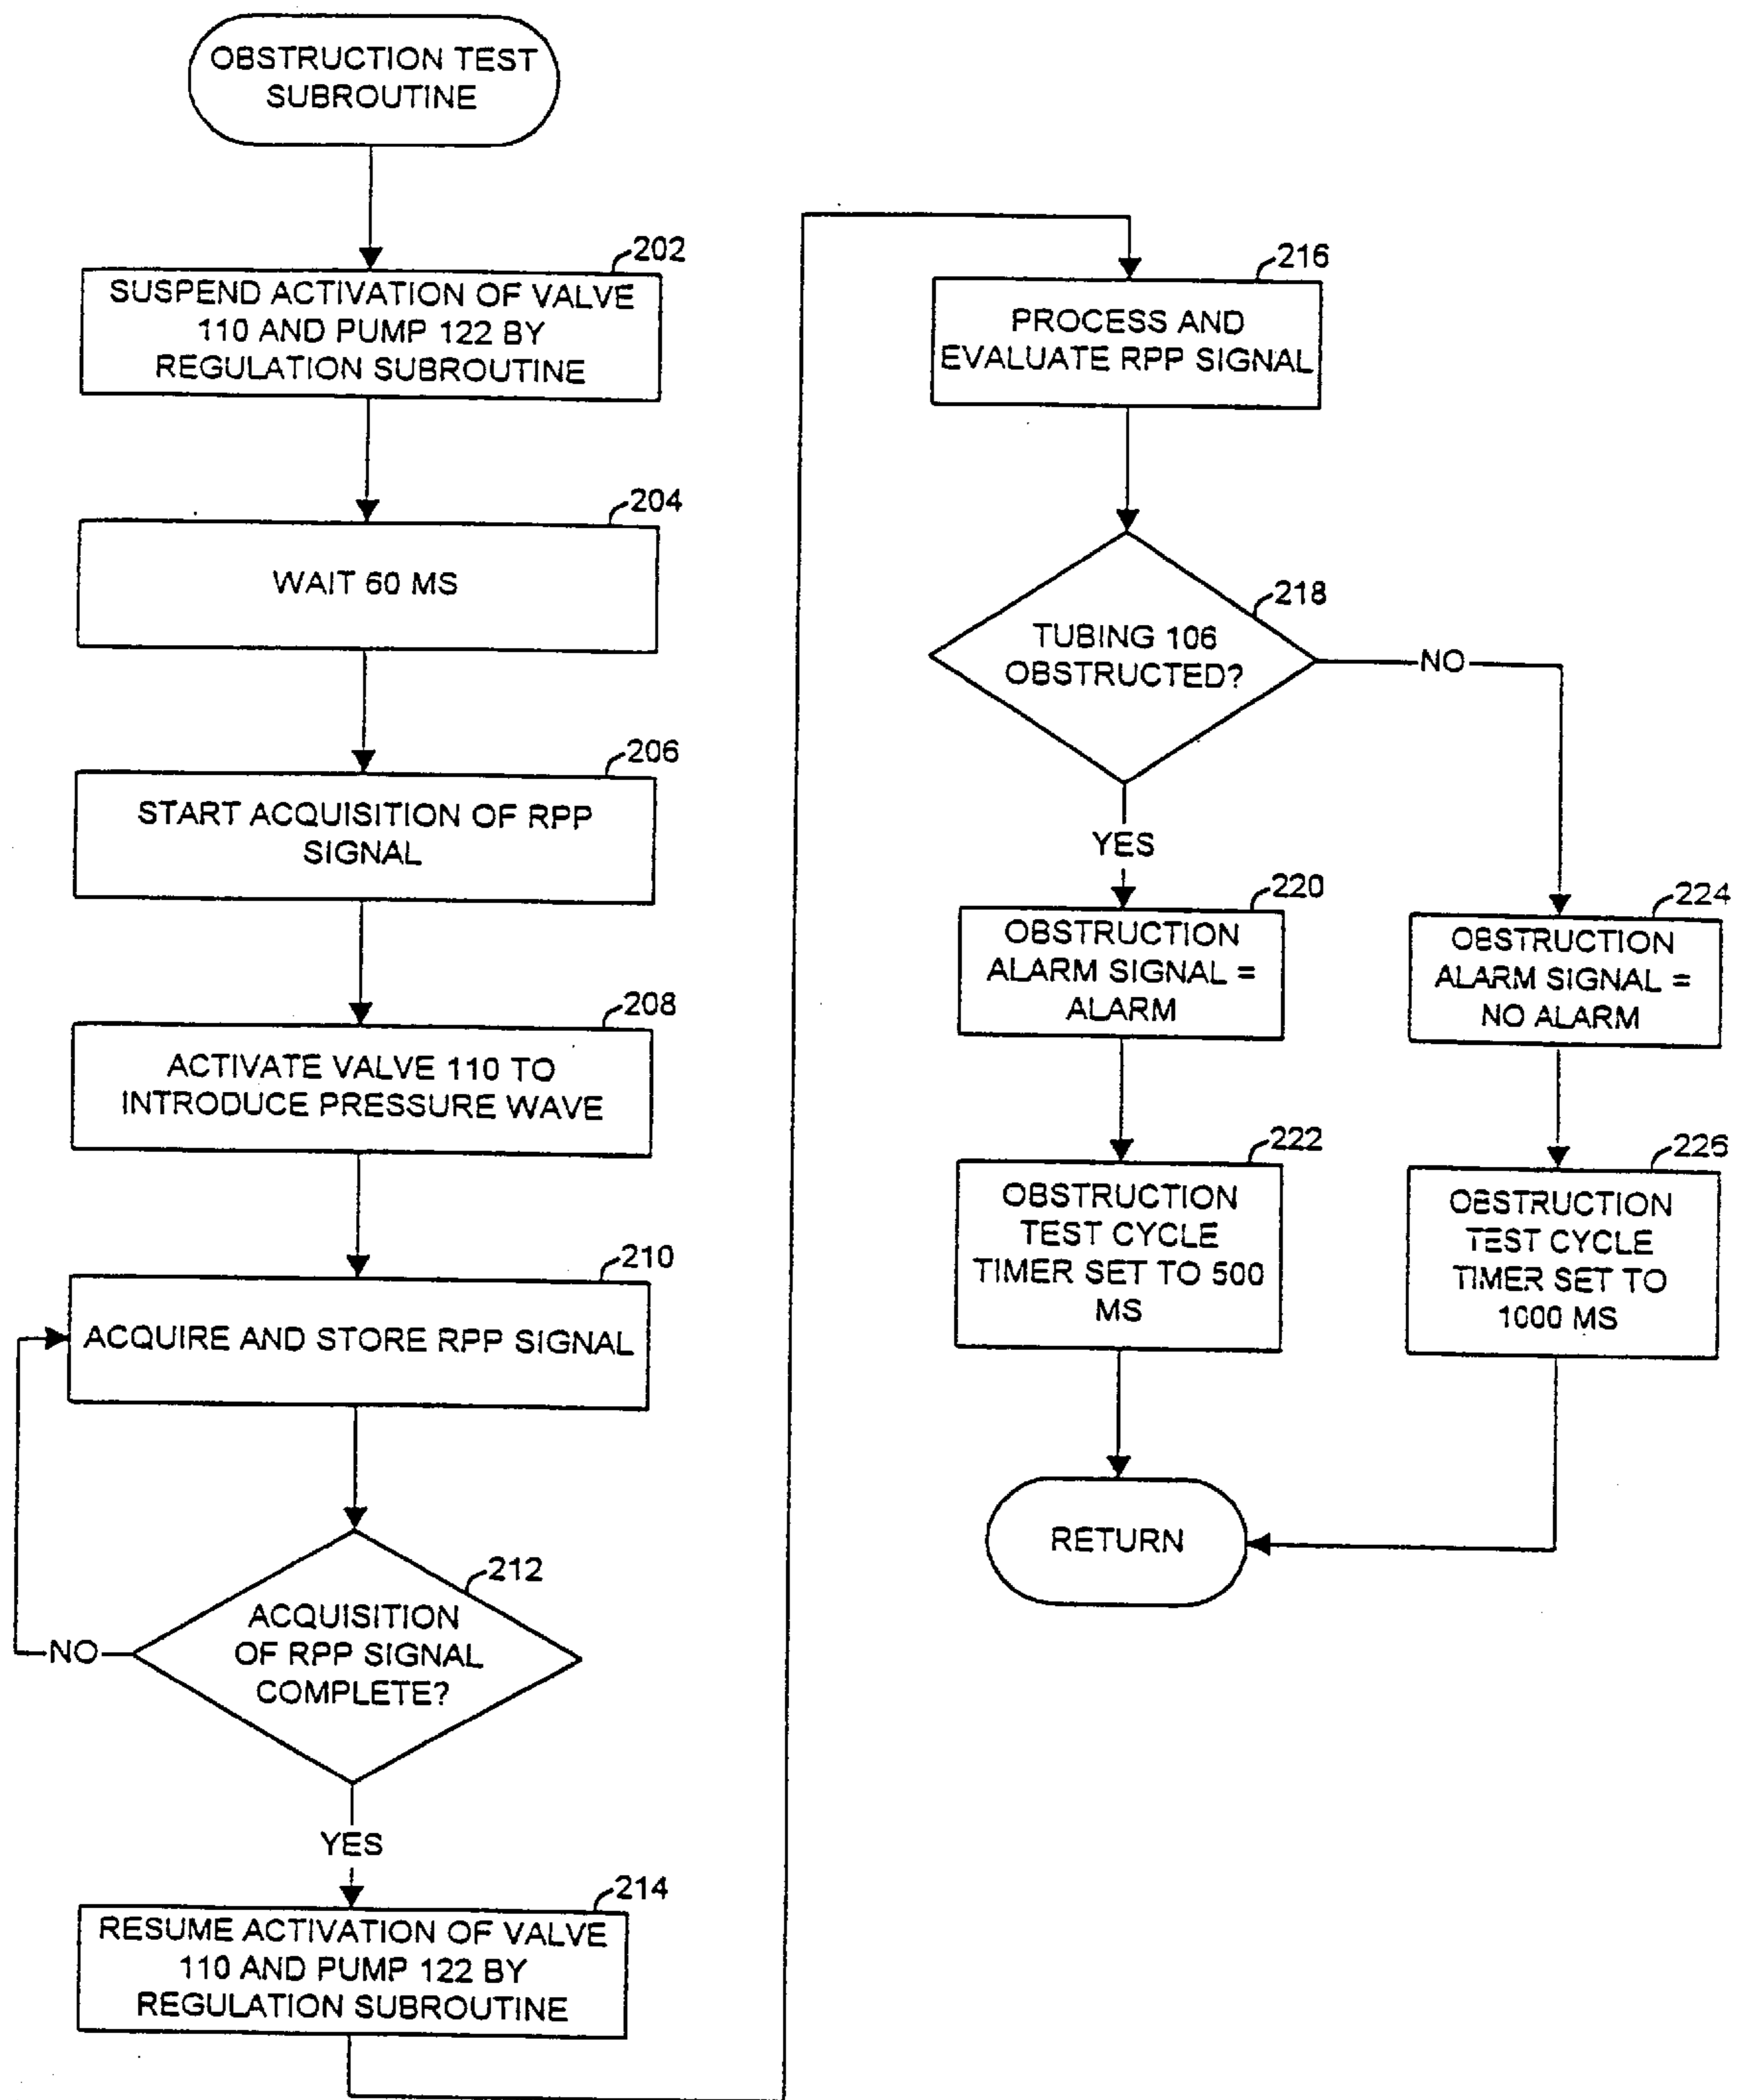 OBSTRUCTION TEST
SUBROUTINE
202
SUSPEND ACTIVATION OF VALVE
110 AND PUMP 122 BY
REGULATION SUBROUTINE
204
WAIT 60 MS
206
START ACQUISITION OF RPP
SIGNAL
208
ACTIVATE VALVE 110 TO
INTRODUCE PRESSURE WAVE
210
ACQUIRE AND STORE RPP SIGNAL
212
ACQUISITION
OF RPP SIGNAL
COMPLETE?
NO
YES
214
RESUME ACTIVATION OF VALVE
110 AND PUMP 122 BY
REGULATION SUBROUTINE
216
PROCESS AND
EVALUATE RPP SIGNAL
218
TUBING 106
OBSTRUCTED?
NO
YES
220
OBSTRUCTION
ALARM SIGNAL =
ALARM
222
OBSTRUCTION
TEST CYCLE
TIMER SET TO 500
MS
224
OBSTRUCTION
ALARM SIGNAL =
NO ALARM
226
OBSTRUCTION
TEST CYCLE
TIMER SET TO
1000 MS
RETURN